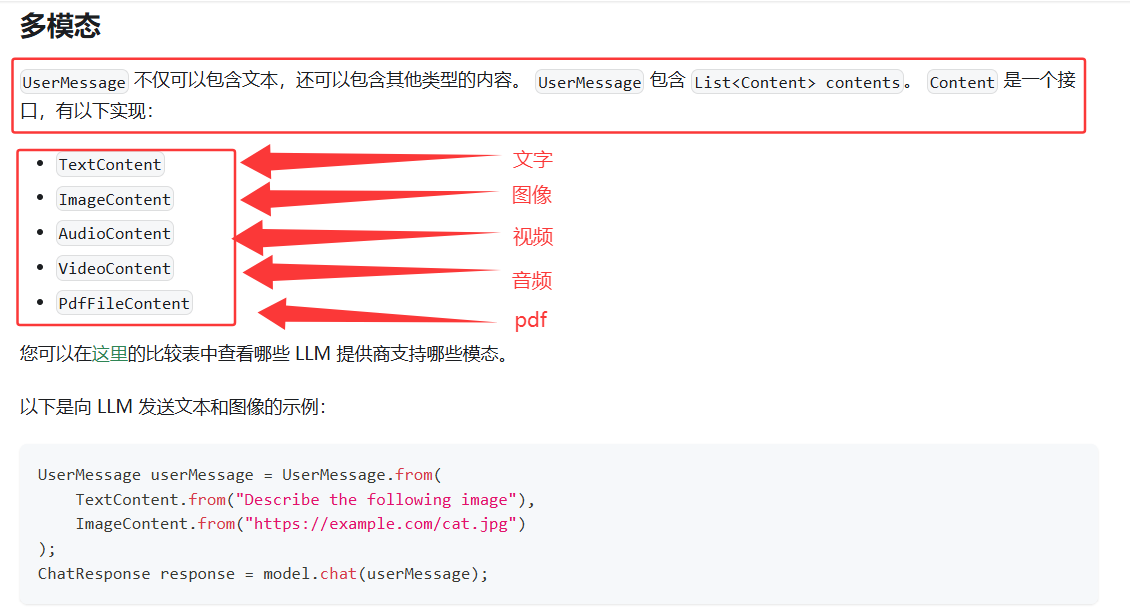 多模态
UserMessage 不仅可以包含文本，还可以包含其他类型的内容。 UserMessage 包含 List<Content> contents。 Content 是一个接
口，有以下实现：
TextContent 文字
ImageContent 图像
AudioContent 视频
VideoContent 音频
PdfFileContent pdf
您可以在这里的比较表中查看哪些 LLM 提供商支持哪些模态。
以下是向 LLM 发送文本和图像的示例：
UserMessage userMessage = UserMessage.from(
    TextContent.from("Describe the following image"),
    ImageContent.from("https://example.com/cat.jpg")
);
ChatResponse response = model.chat(userMessage);